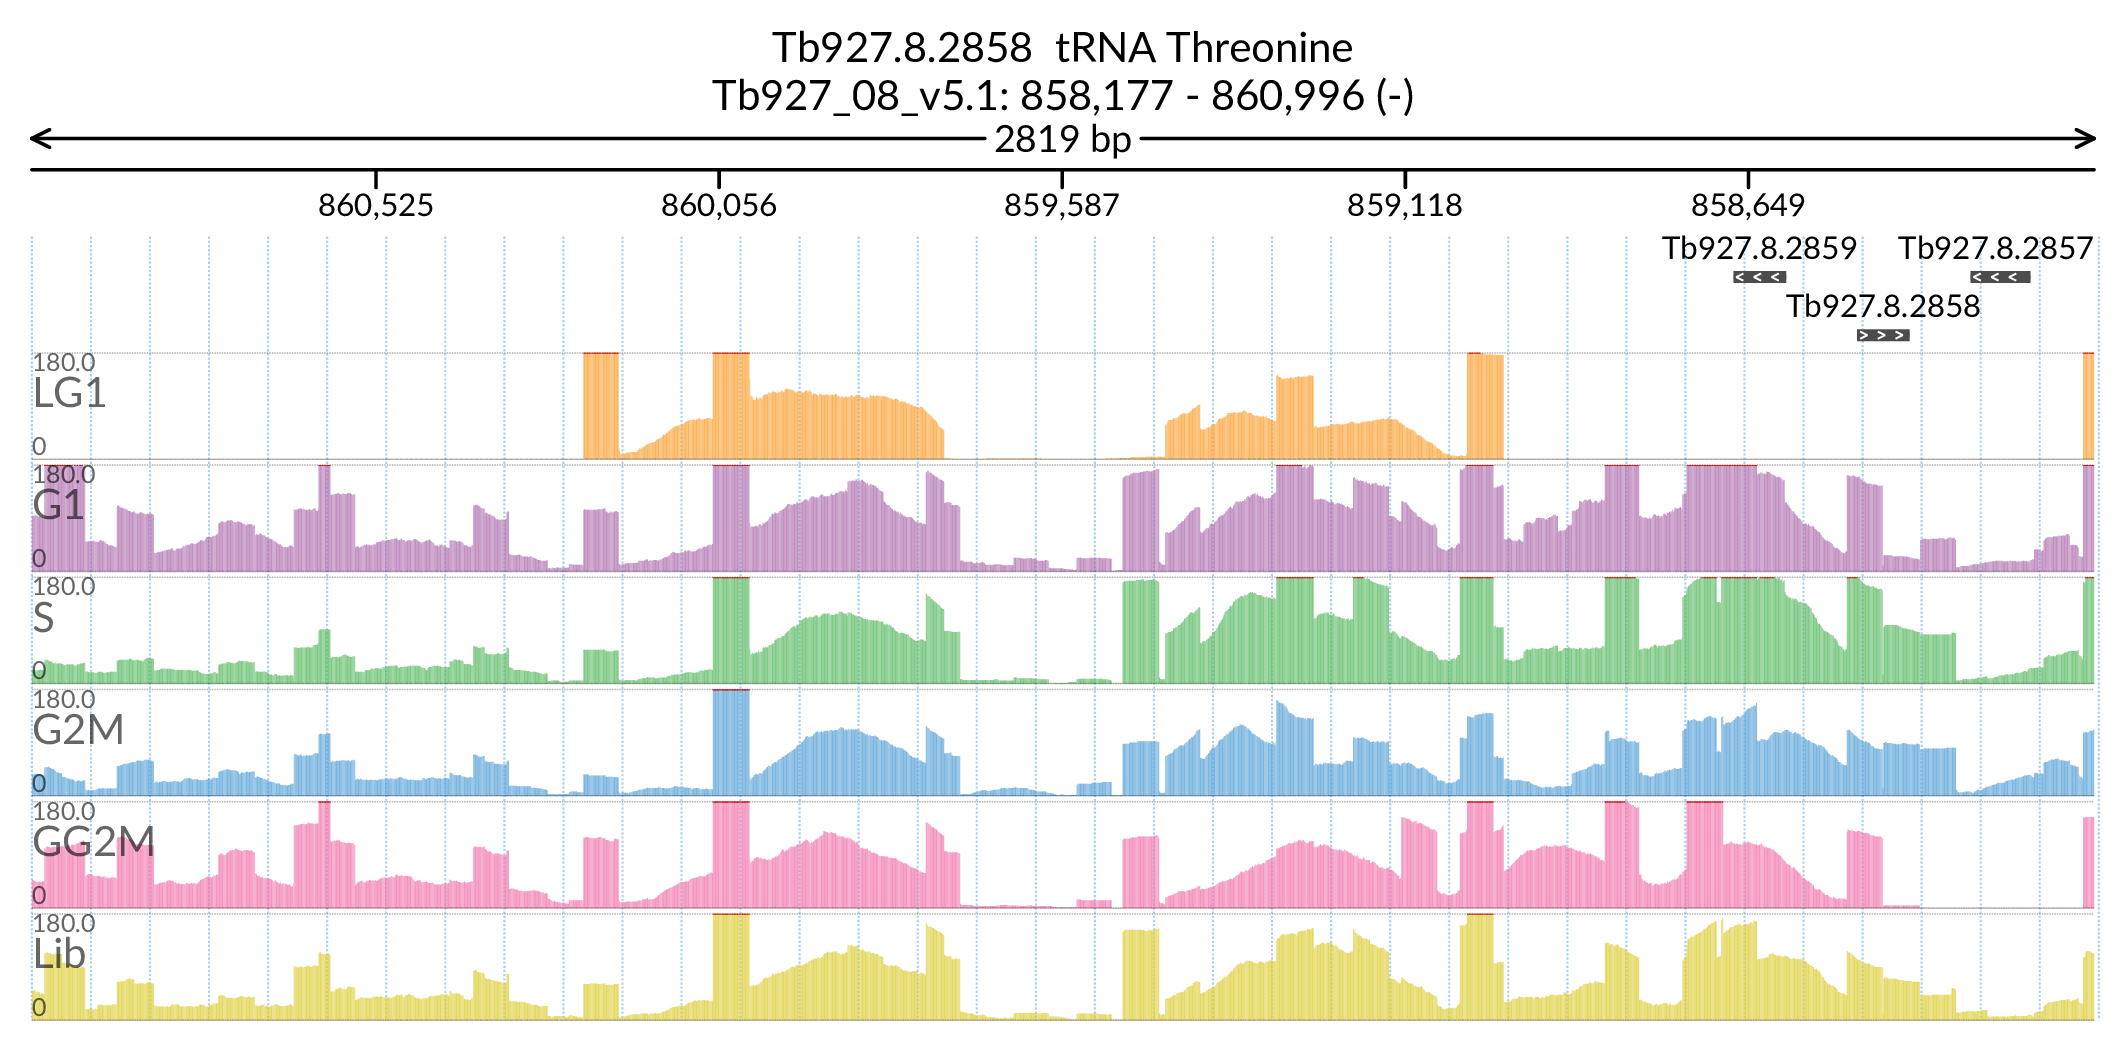 Tb927.8.2858 tRNA Threonine
Tb927_08_v5.1: 858,177 - 860,996 (-)
2819 bp
860,525 860,056 859,587 859,118 858,649
Tb927.8.2859 Tb927.8.2857
<<< <<<
Tb927.8.2858
>>>
180.0
LG1
0
180.0
G1
0
180.0
S
0
180.0
G2M
0
180.0
GG2M
0
180.0
Lib
0